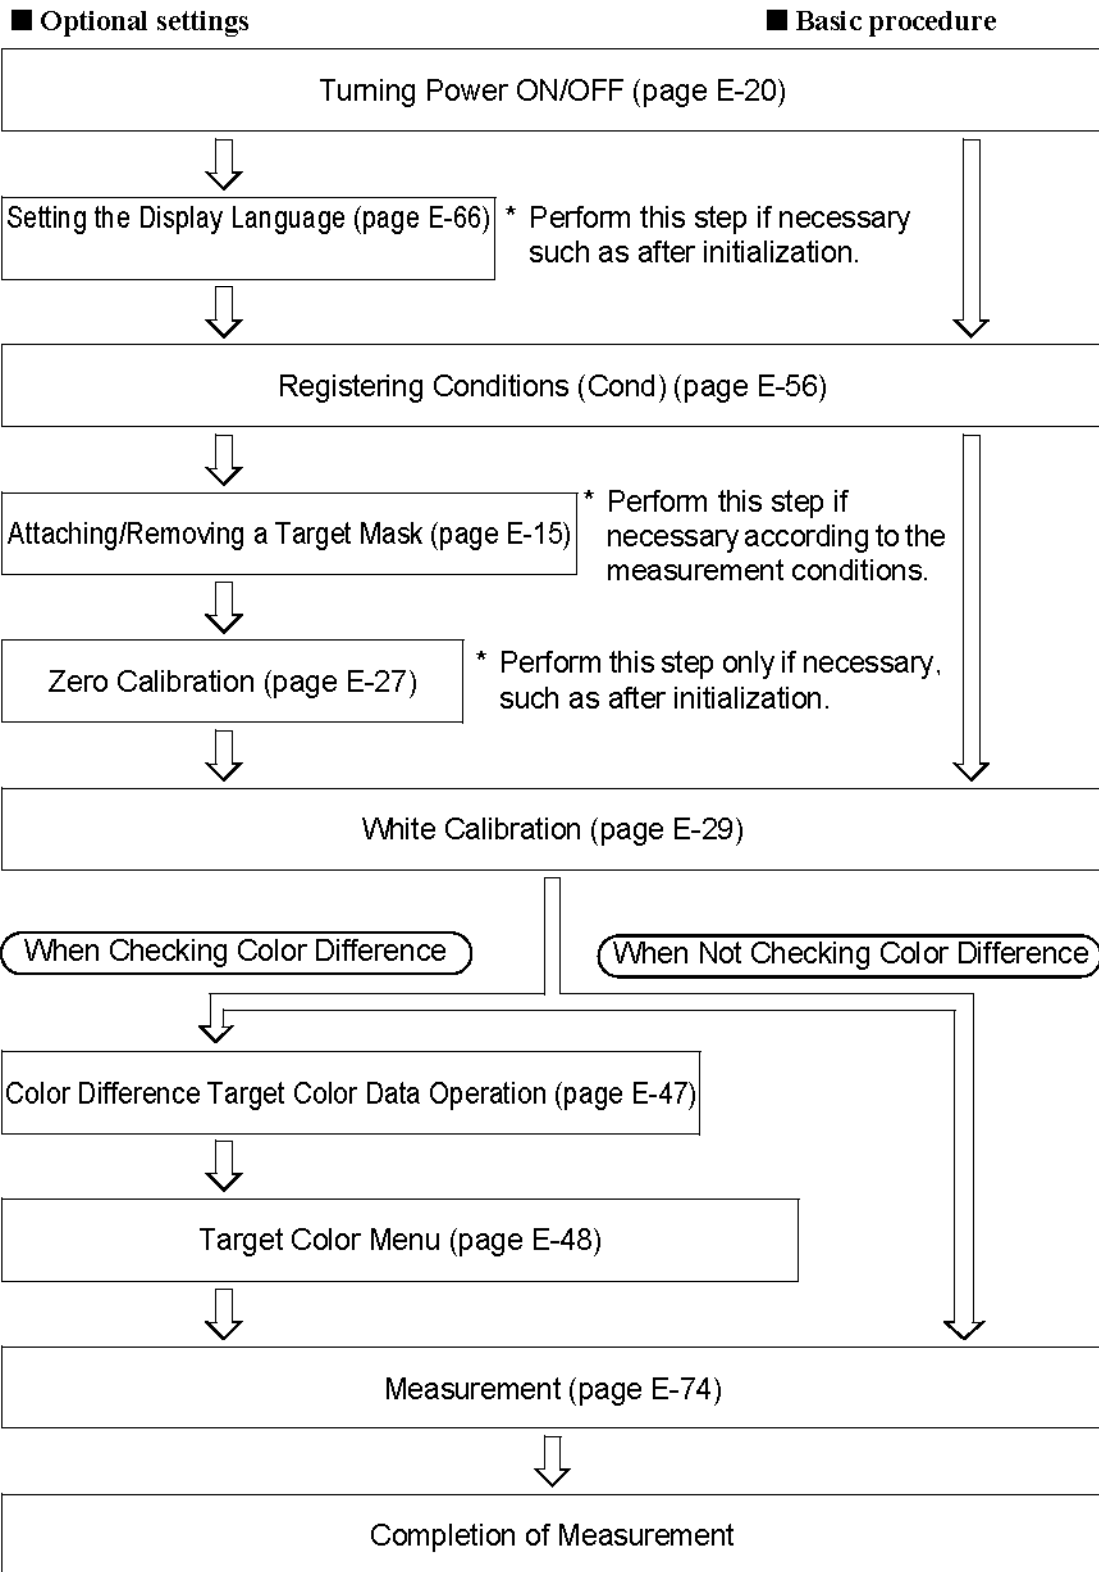 ■ Optional settings
■ Basic procedure
Turning Power ON/OFF (page E-20)
Setting the Display Language (page E-66)
* Perform this step if necessary
such as after initialization.
Registering Conditions (Cond) (page E-56)
Attaching/Removing a Target Mask (page E-15)
* Perform this step if
necessary according to the
measurement conditions.
Zero Calibration (page E-27)
* Perform this step only if necessary,
such as after initialization.
White Calibration (page E-29)
When Checking Color Difference
When Not Checking Color Difference
Color Difference Target Color Data Operation (page E-47)
Target Color Menu (page E-48)
Measurement (page E-74)
Completion of Measurement